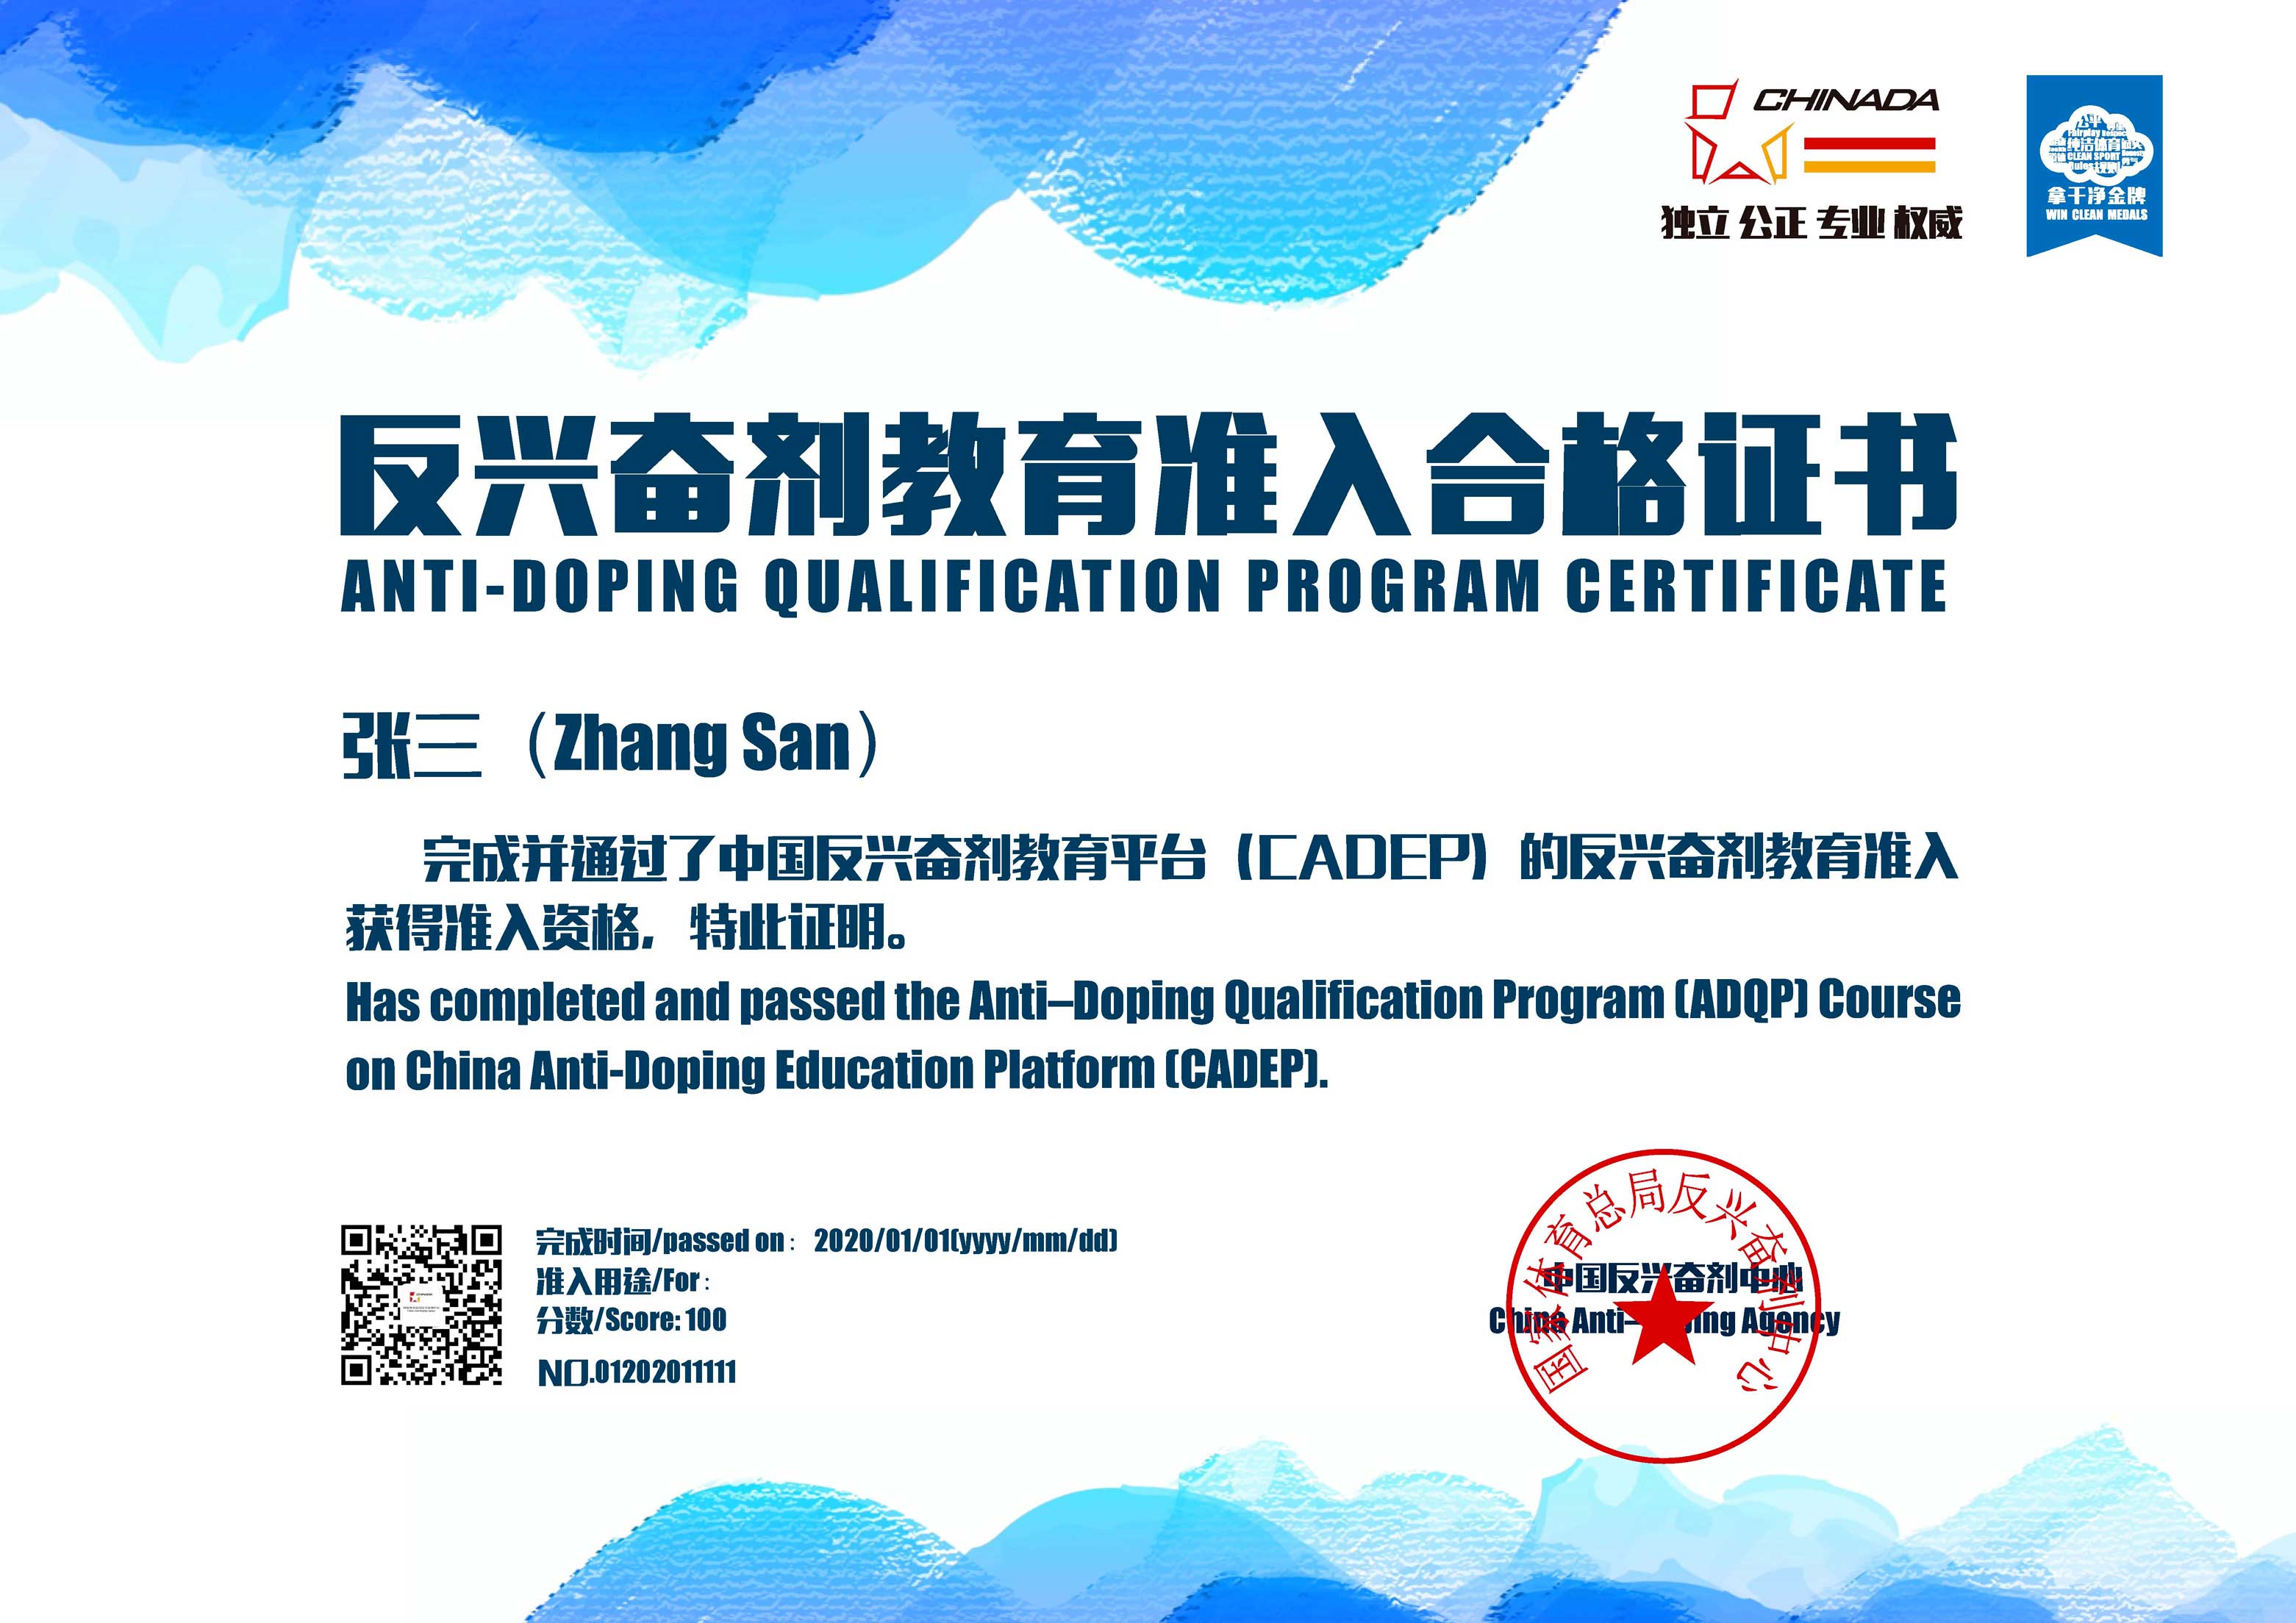 CHINADA
独立 公正 专业 权威
公平
Fairplay Respect
纯洁体育
CLEAN SPORT
Rules 规则
拿干净金牌
WIN CLEAN MEDALS
反兴奋剂教育准入合格证书
ANTI-DOPING QUALIFICATION PROGRAM CERTIFICATE
张三（Zhang San）
完成并通过了中国反兴奋剂教育平台（CADEP）的反兴奋剂教育准入
获得准入资格，特此证明。
Has completed and passed the Anti–Doping Qualification Program (ADQP) Course
on China Anti-Doping Education Platform (CADEP).
完成时间/passed on： 2020/01/01(yyyy/mm/dd)
准入用途/For：
分数/Score: 100
NO.01202011111
国家体育总局反兴奋剂中心
中国反兴奋剂中心
China Anti–Doping Agency